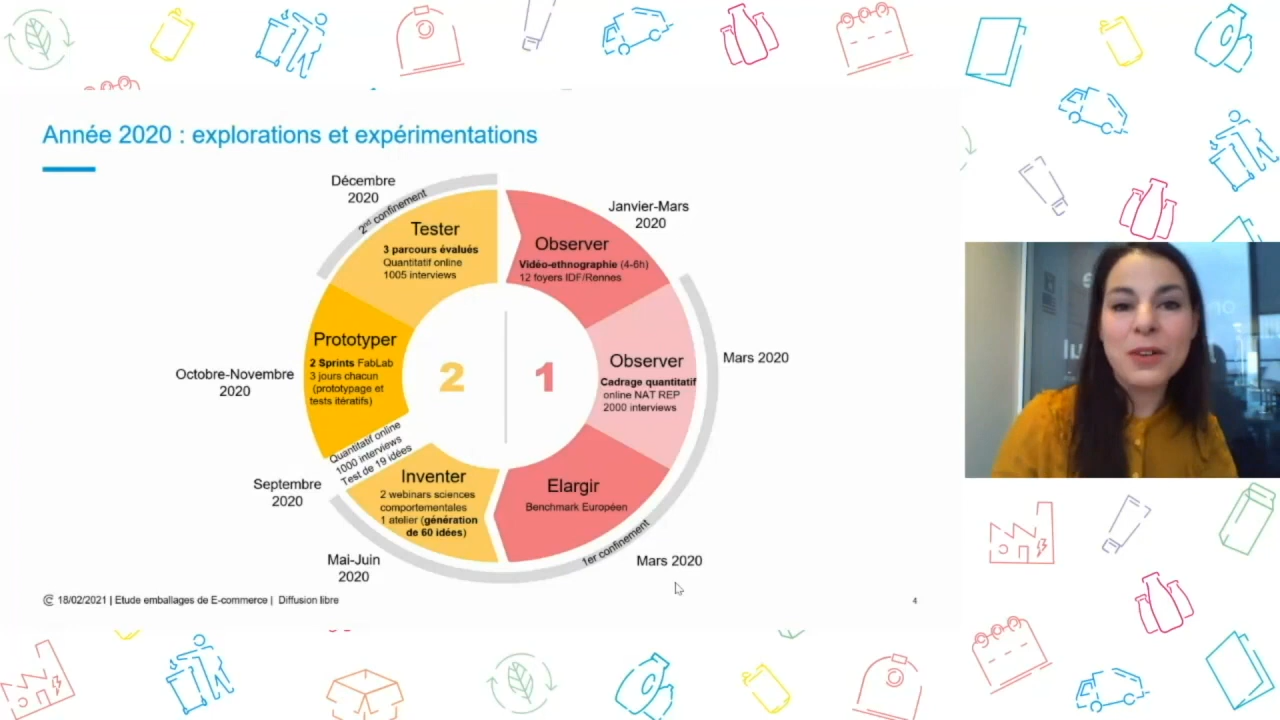 Année 2020 : explorations et expérimentations
Décembre
2020
2nd confinement
Tester
3 parcours évalués
Quantitatif online
1005 interviews
Janvier-Mars
2020
Observer
Vidéo-ethnographie (4-6h)
12 foyers IDF/Rennes
Mars 2020
Observer
Cadrage quantitatif
online NAT REP
2000 interviews
Prototyper
2 Sprints FabLab
3 jours chacun
(prototypage et
tests itératifs)
Octobre-Novembre
2020
2
1
Quantitatif online
1000 interviews
Test de 19 idées
Septembre
2020
Inventer
2 webinars sciences
comportementales
1 atelier (génération
de 60 idées)
Elargir
Benchmark Européen
1er confinement
Mars 2020
Mai-Juin
2020
18/02/2021 | Etude emballages de E-commerce | Diffusion libre
4